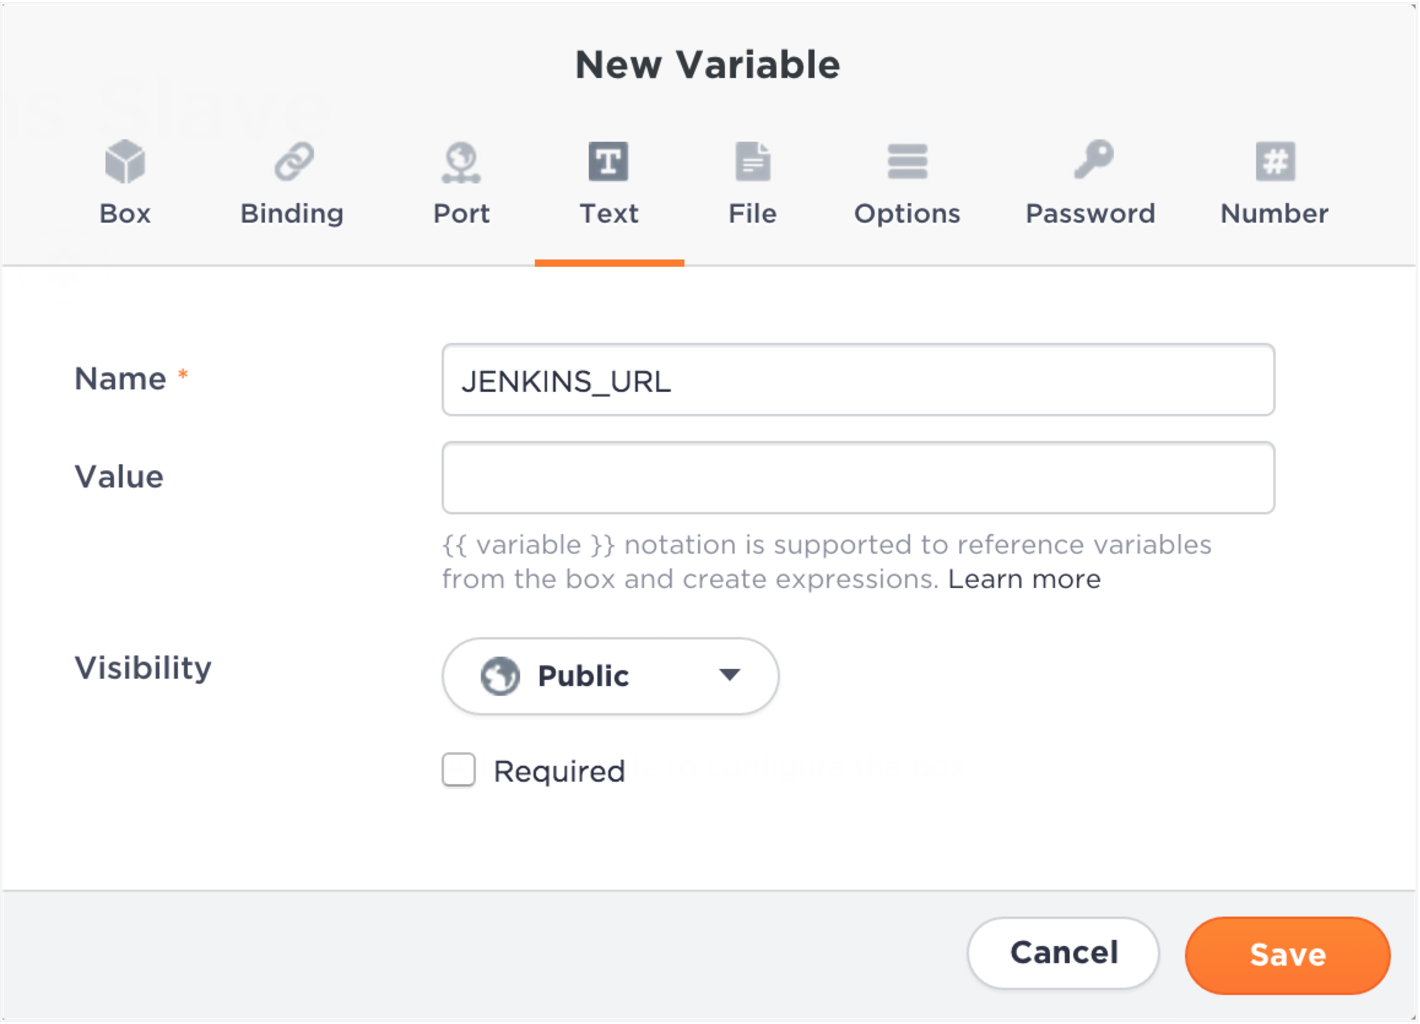 New Variable
Box Binding Port Text File Options Password Number
Name *
JENKINS_URL
Value
{{ variable }} notation is supported to reference variables
from the box and create expressions. Learn more
Visibility
Public
Required
Cancel Save